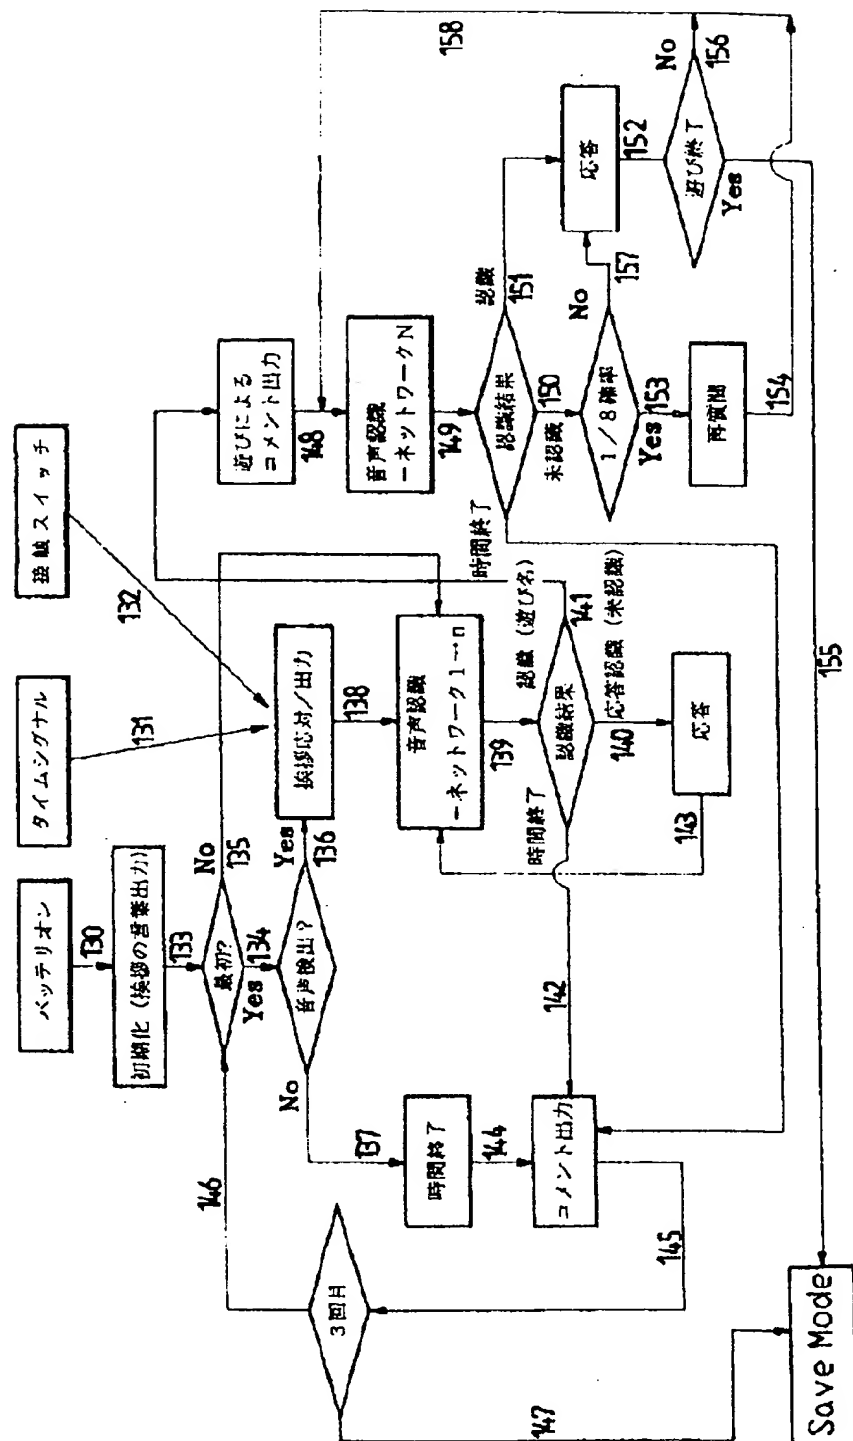 バッテリオン
タイムシグナル
接触スイッチ
130
131
132
初期化 (挨拶の言葉出力)
133
最初?
No
135
Yes
134
音声検出?
Yes
136
No
137
挨拶応対/出力
138
音声認識
ーネットワーク1→n
139
認識結果
時間終了
142
認識 (遊び名)
141
応答認識 (未認識)
140
応答
143
時間終了
144
コメント出力
145
3回目
146
147
Save Mode
遊びによる
コメント出力
148
音声認識
ーネットワークN
149
認識結果
認識
151
未認識
150
時間終了
1/8確率
No
157
Yes
153
再質問
154
応答
152
遊び終了
No
156
Yes
155
158